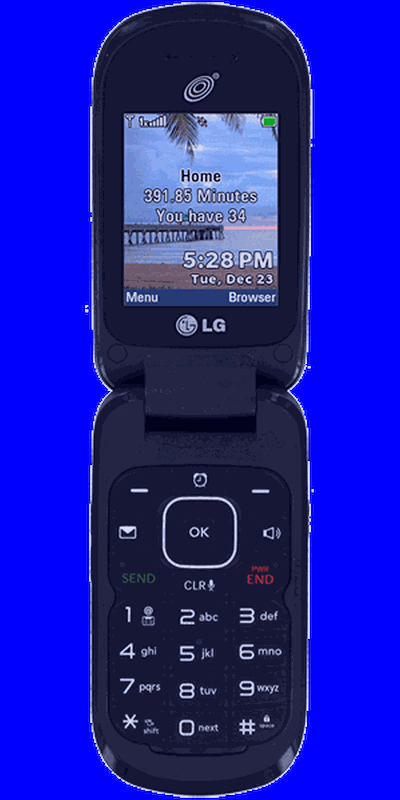 Home
391.85 Minutes
You have 34
5:28 PM
Tue, Dec 23
Menu Browser
LG
OK
SEND CLR PWR END
1 @ 2 abc 3 def
4 ghi 5 jkl 6 mno
7 pqrs 8 tuv 9 wxyz
* shift 0 next # space